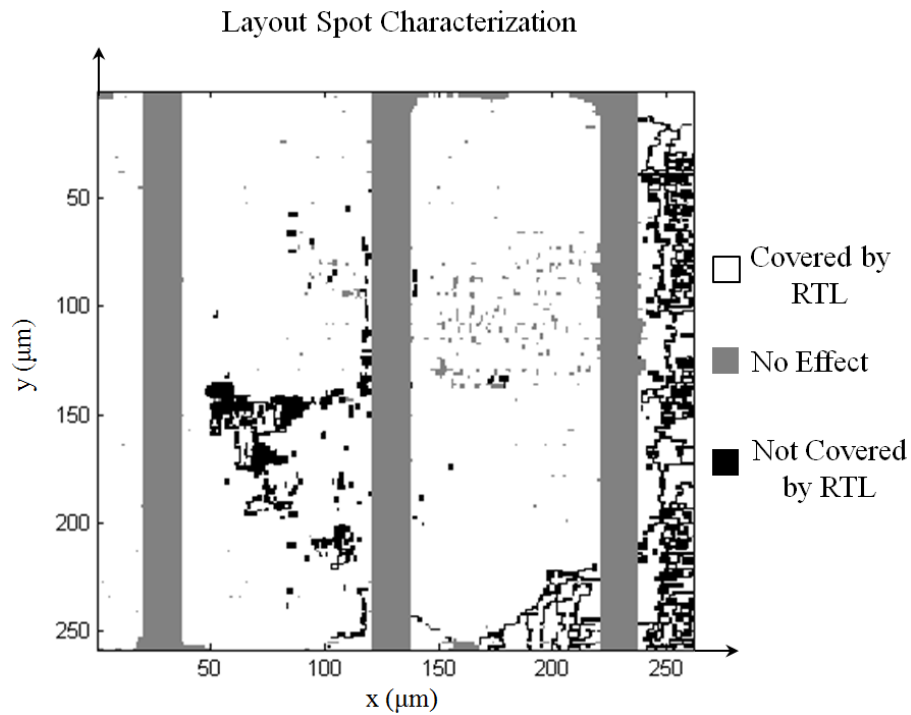 Layout Spot Characterization
50
100
150
200
250
y (μm)
50
100
150
200
250
x (μm)
Covered by
RTL
No Effect
Not Covered
by RTL